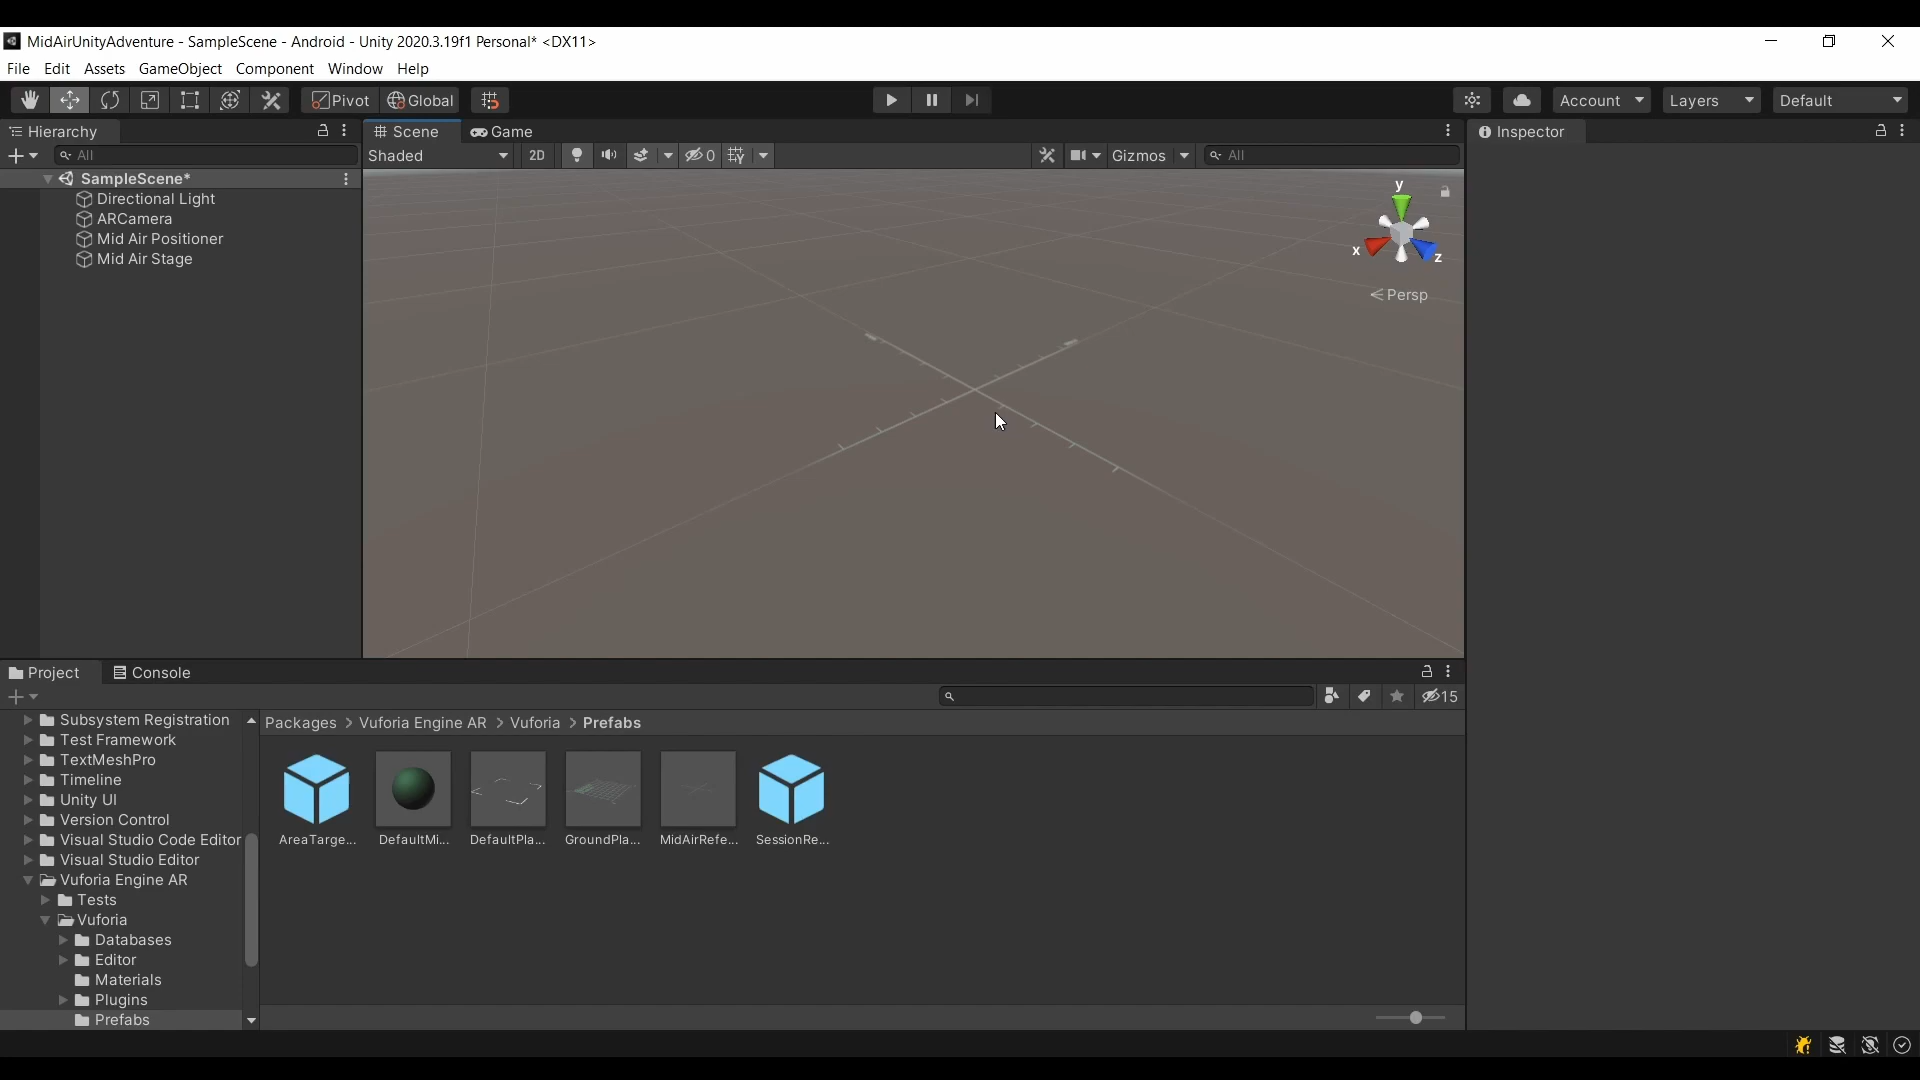 MidAirUnityAdventure - SampleScene - Android - Unity 2020.3.19f1 Personal* <DX11>
File Edit Assets GameObject Component Window Help
Pivot Global Account Layers Default
Hierarchy Scene Game Inspector
All Shaded 2D 0 Gizmos All
SampleScene*
Directional Light
ARCamera
Mid Air Positioner
Mid Air Stage
y
x
z
Persp
Project Console
15
Packages > Vuforia Engine AR > Vuforia > Prefabs
Subsystem Registration
Test Framework
TextMeshPro
Timeline
Unity UI
Version Control
Visual Studio Code Editor
Visual Studio Editor
Vuforia Engine AR
Tests
Vuforia
Databases
Editor
Materials
Plugins
Prefabs
AreaTarge... DefaultMi... DefaultPla... GroundPla... MidAirRefe... SessionRe...